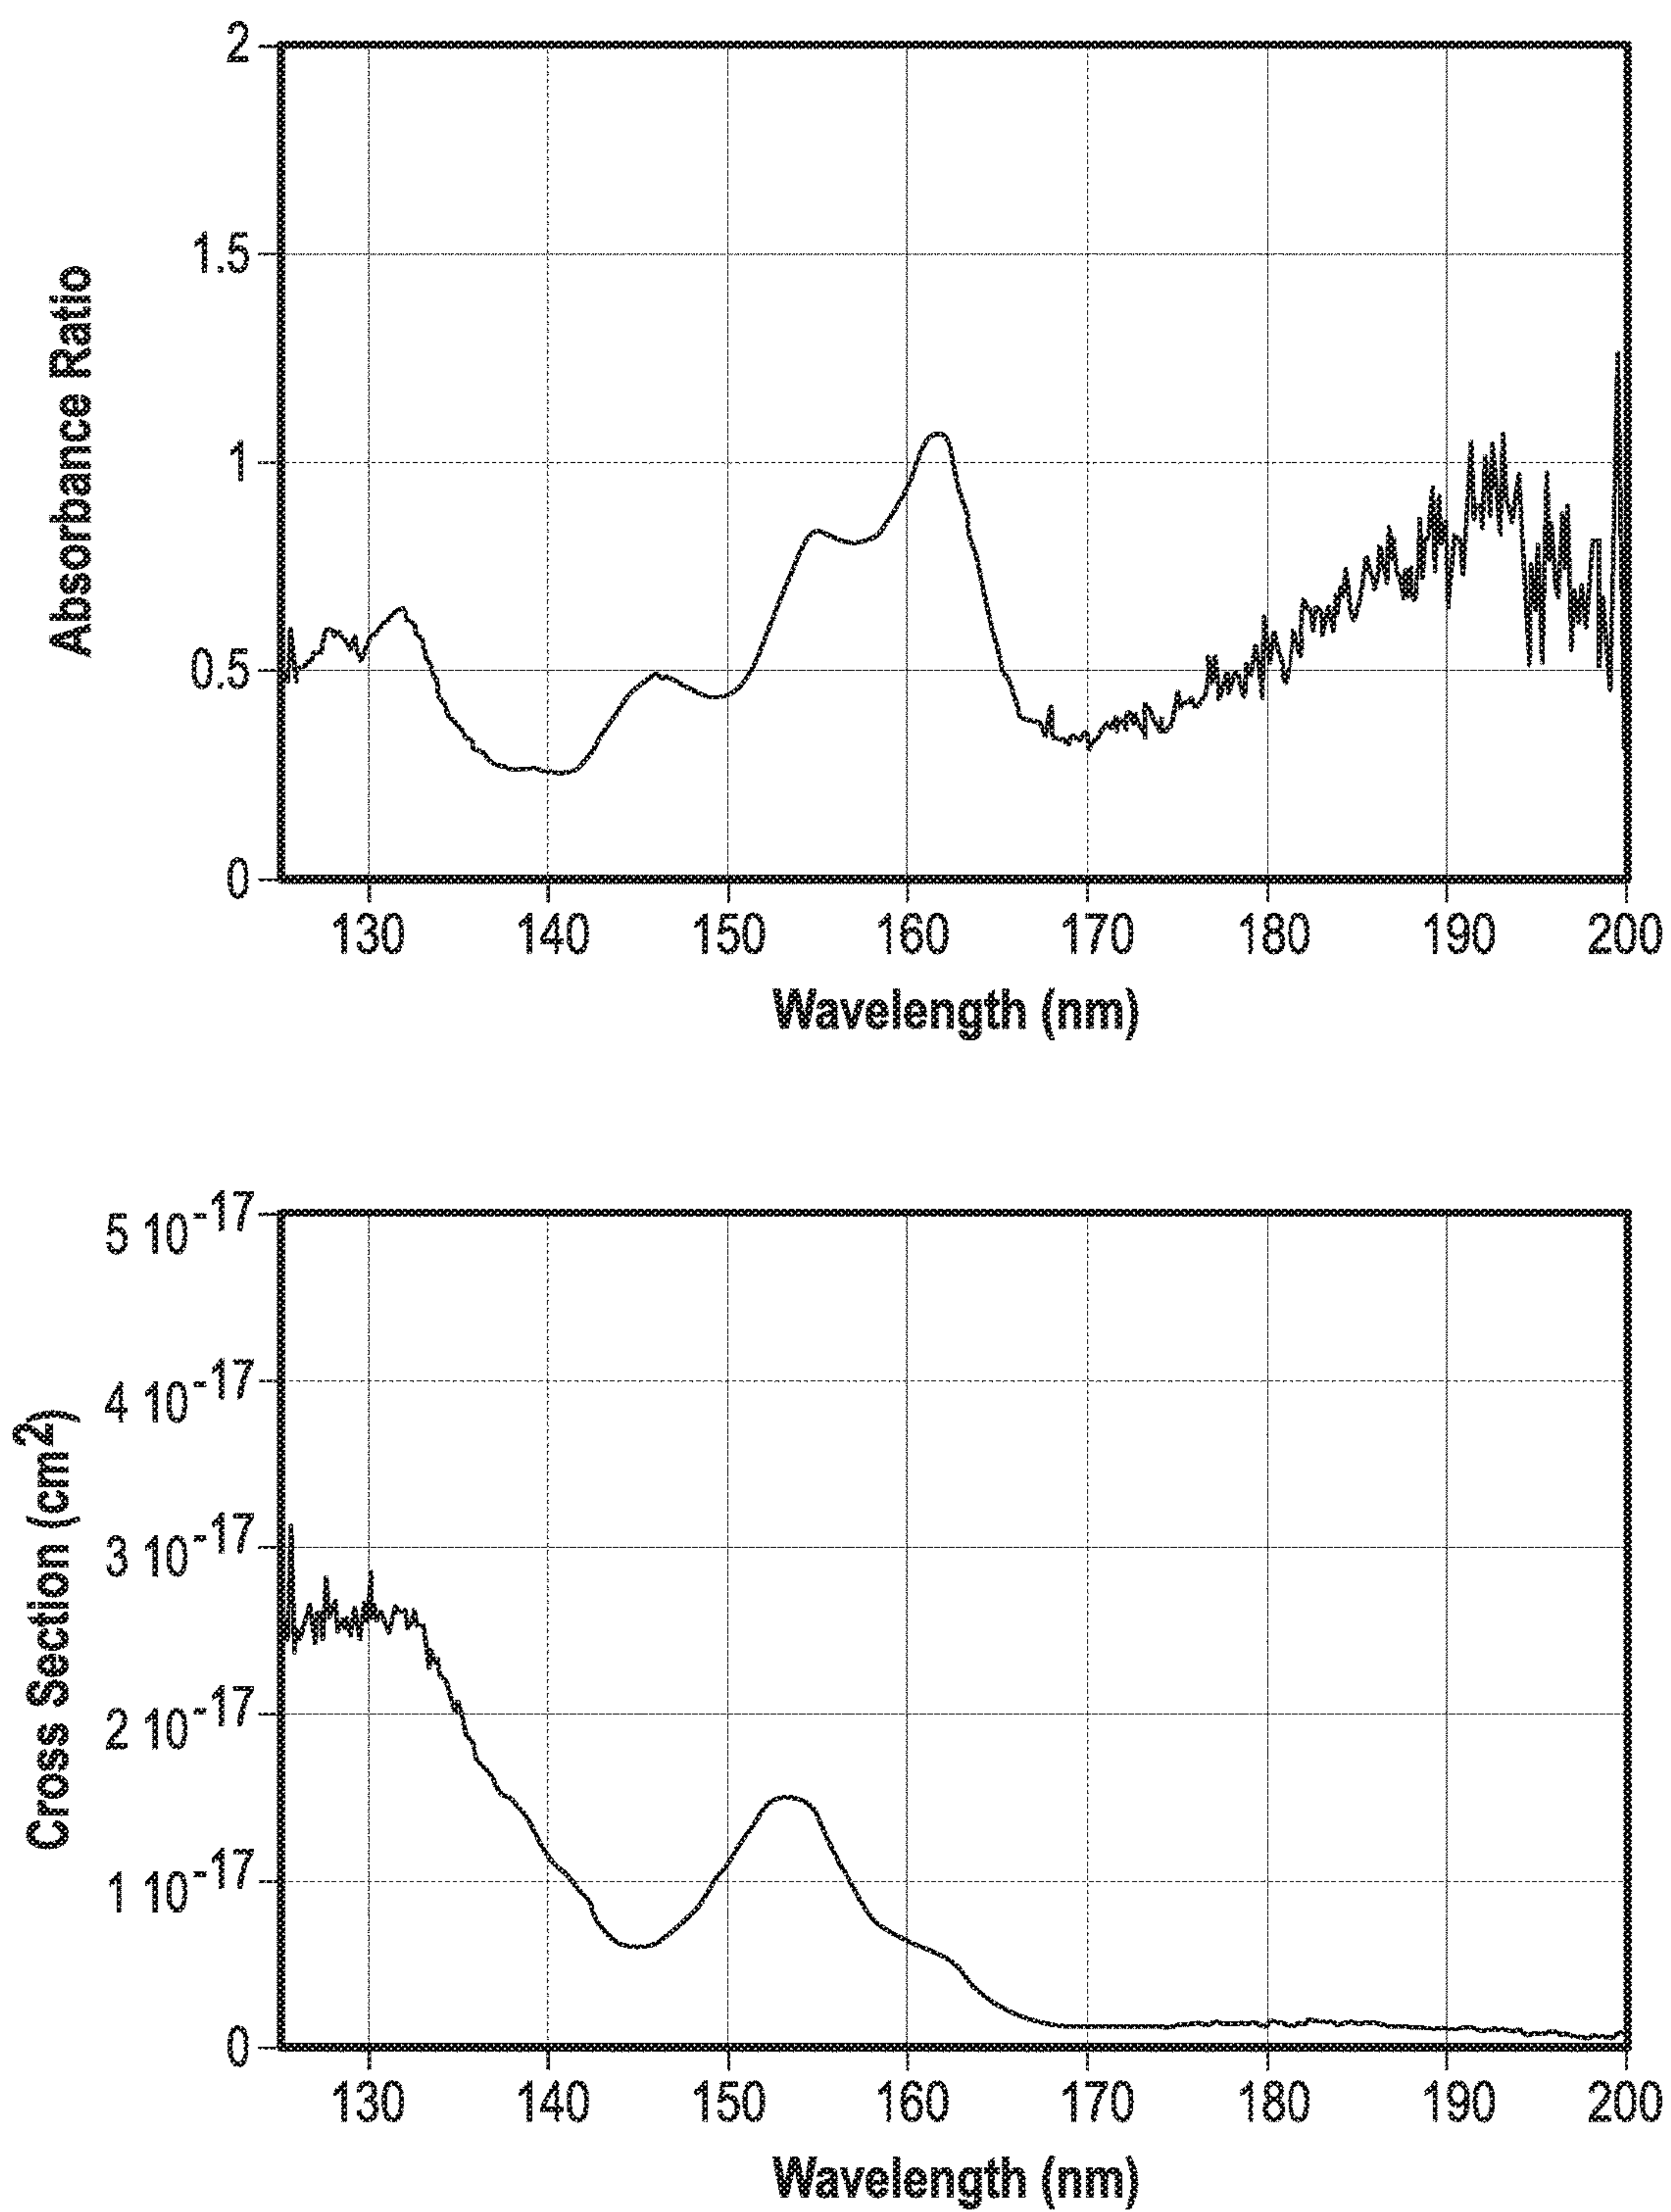 2
1.5
1
0.5
0
Absorbance Ratio
130 140 150 160 170 180 190 200
Wavelength (nm)
5 10-17
4 10-17
3 10-17
2 10-17
1 10-17
0
Cross Section (cm2)
130 140 150 160 170 180 190 200
Wavelength (nm)